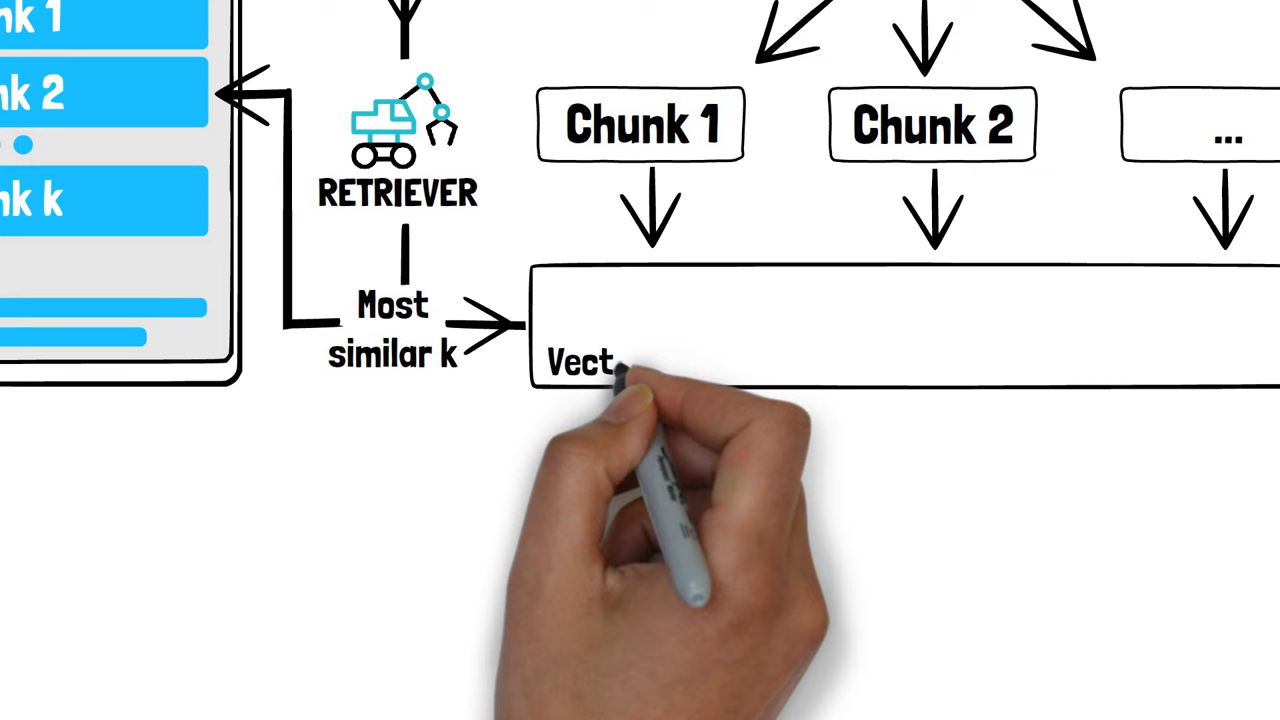 nk 1
nk 2
nk k
RETRIEVER
Most
similar k
Chunk 1
Chunk 2
...
Vect